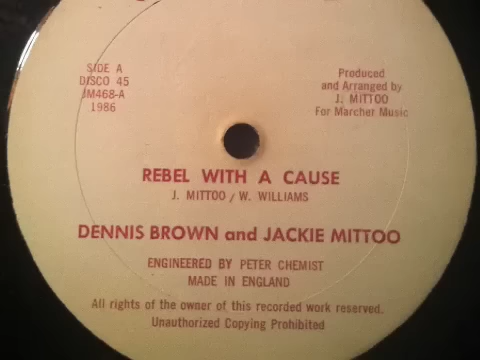 SIDE A
DISCO 45
JM468-A
1986
Produced
and Arranged by
J. MITTOO
For Marcher Music
REBEL WITH A CAUSE
J. MITTOO / W. WILLIAMS
DENNIS BROWN and JACKIE MITTOO
ENGINEERED BY PETER CHEMIST
MADE IN ENGLAND
All rights of the owner of this recorded work reserved.
Unauthorized Copying Prohibited